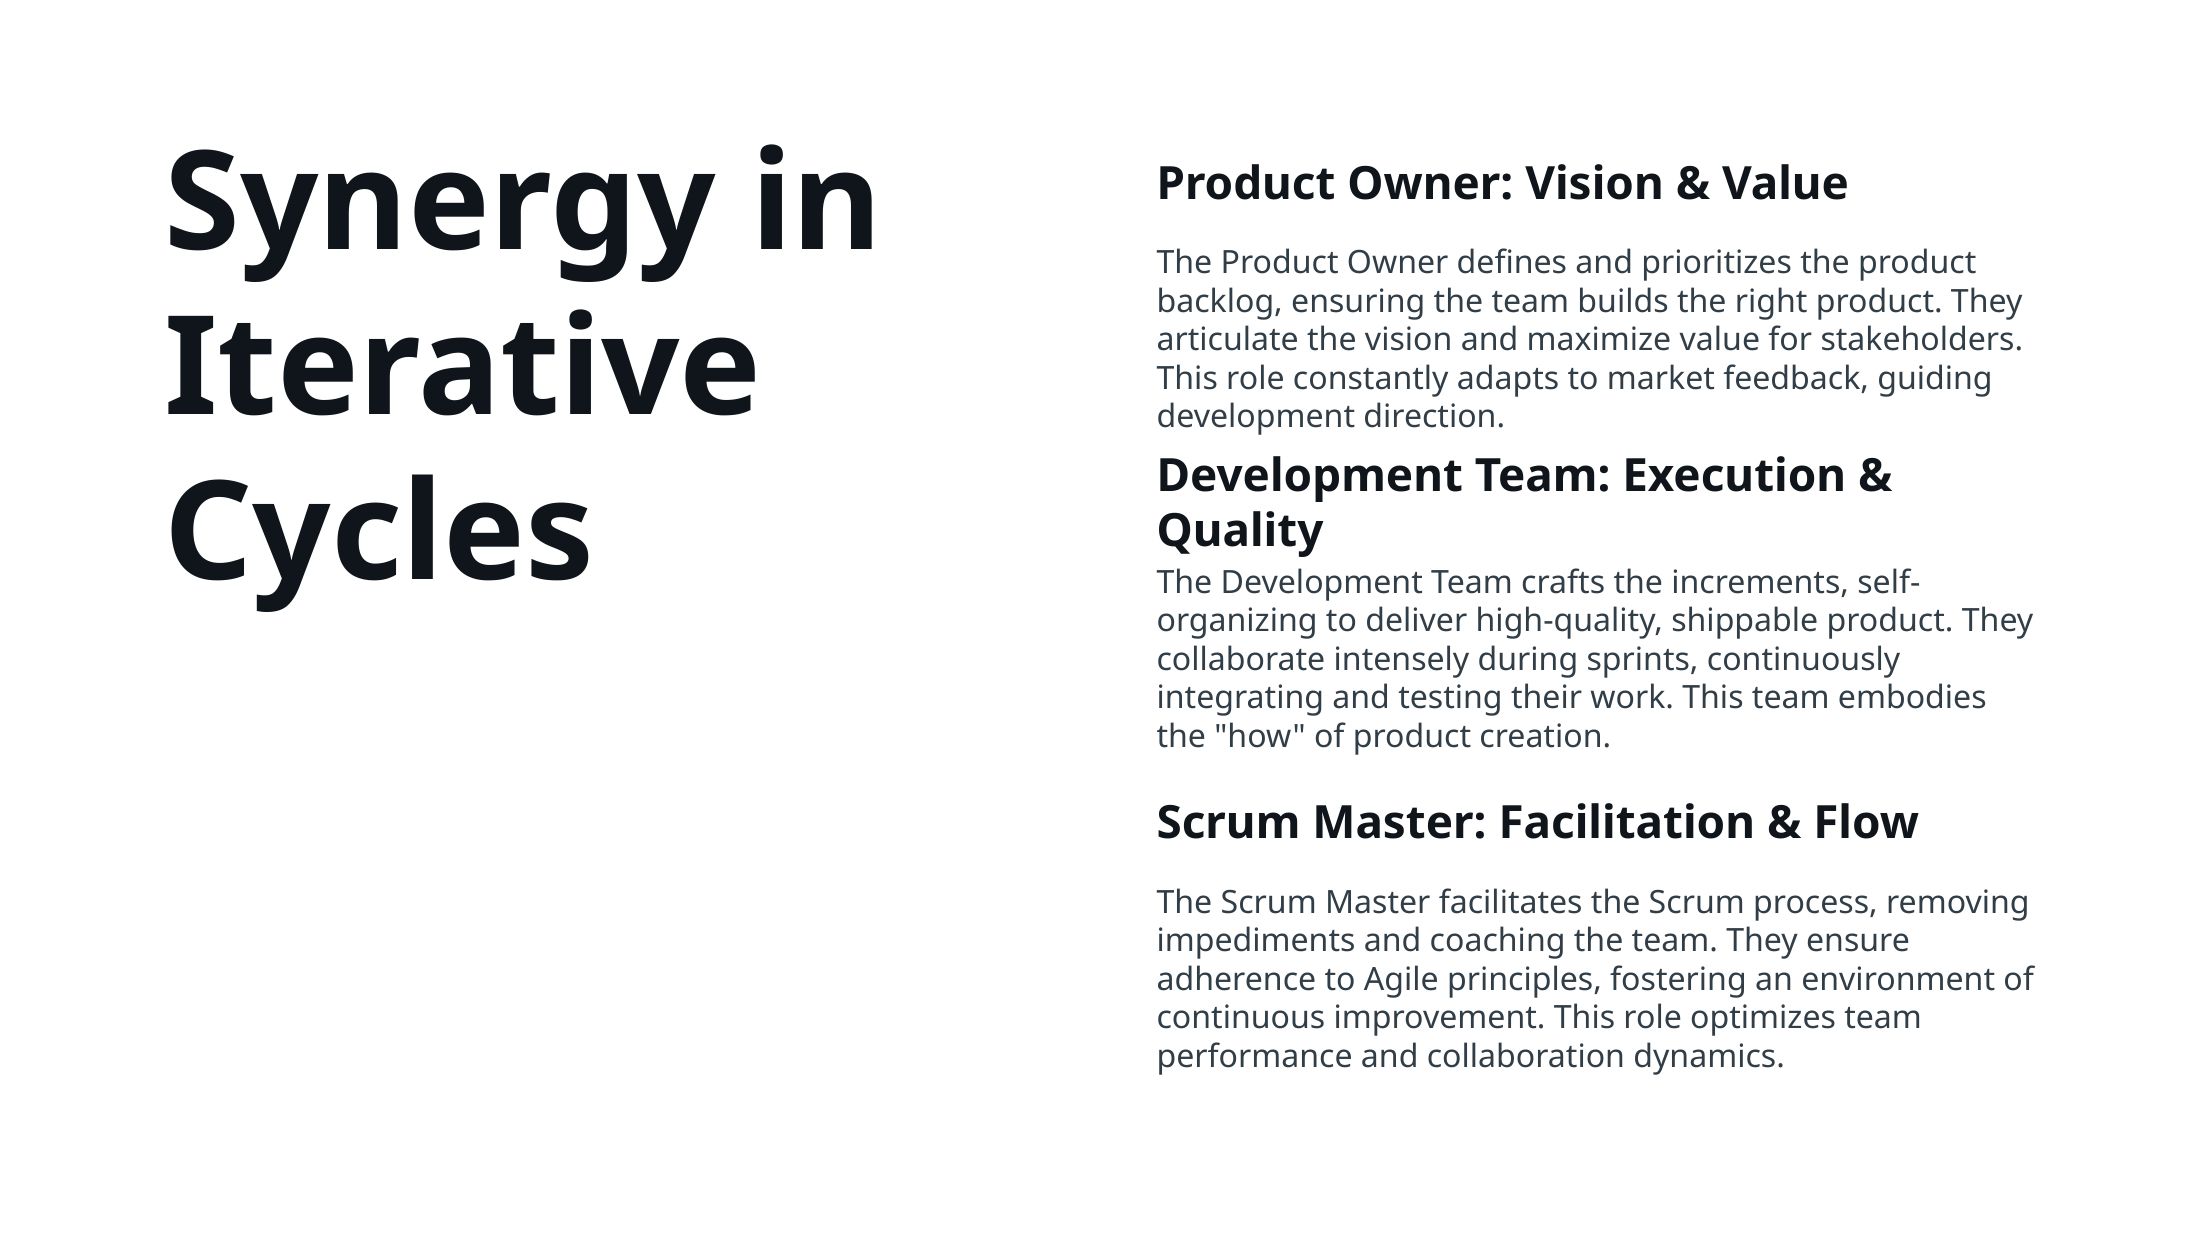 Synergy in
Iterative
Cycles
Product Owner: Vision & Value
The Product Owner defines and prioritizes the product
backlog, ensuring the team builds the right product. They
articulate the vision and maximize value for stakeholders.
This role constantly adapts to market feedback, guiding
development direction.
Development Team: Execution &
Quality
The Development Team crafts the increments, self-
organizing to deliver high-quality, shippable product. They
collaborate intensely during sprints, continuously
integrating and testing their work. This team embodies
the "how" of product creation.
Scrum Master: Facilitation & Flow
The Scrum Master facilitates the Scrum process, removing
impediments and coaching the team. They ensure
adherence to Agile principles, fostering an environment of
continuous improvement. This role optimizes team
performance and collaboration dynamics.